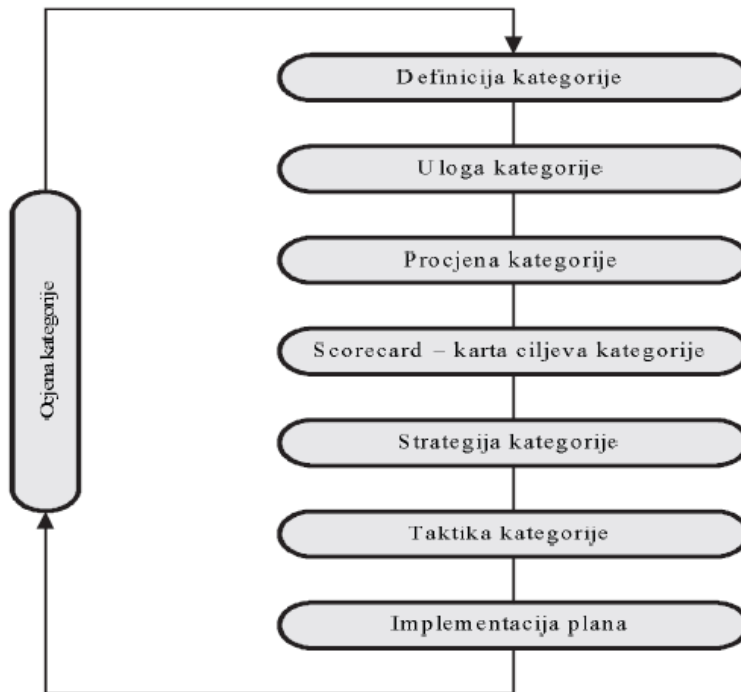 Definicija kategorije
Uloga kategorije
Procjena kategorije
Scorecard – karta ciljeva kategorije
Strategija kategorije
Taktika kategorije
Implementacija plana
Ocjena kategorije